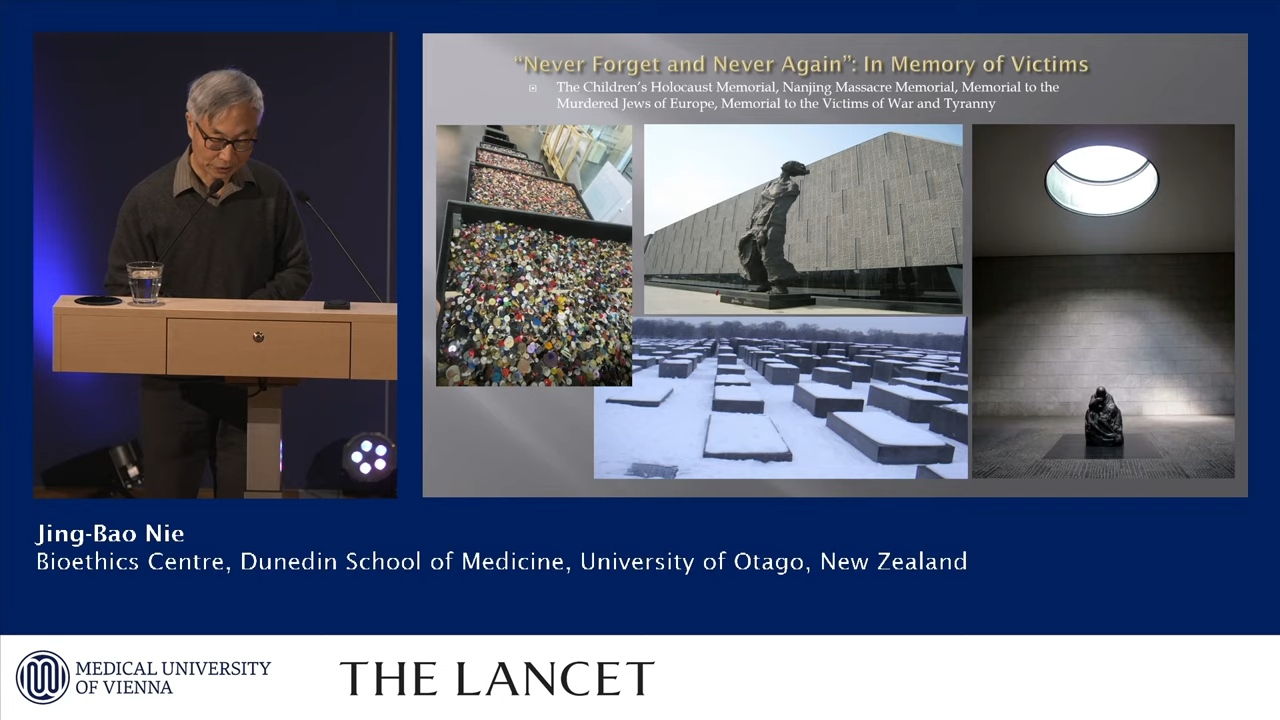 “Never Forget and Never Again”: In Memory of Victims
The Children’s Holocaust Memorial, Nanjing Massacre Memorial, Memorial to the
Murdered Jews of Europe, Memorial to the Victims of War and Tyranny
Jing-Bao Nie
Bioethics Centre, Dunedin School of Medicine, University of Otago, New Zealand
MEDICAL UNIVERSITY
OF VIENNA
THE LANCET